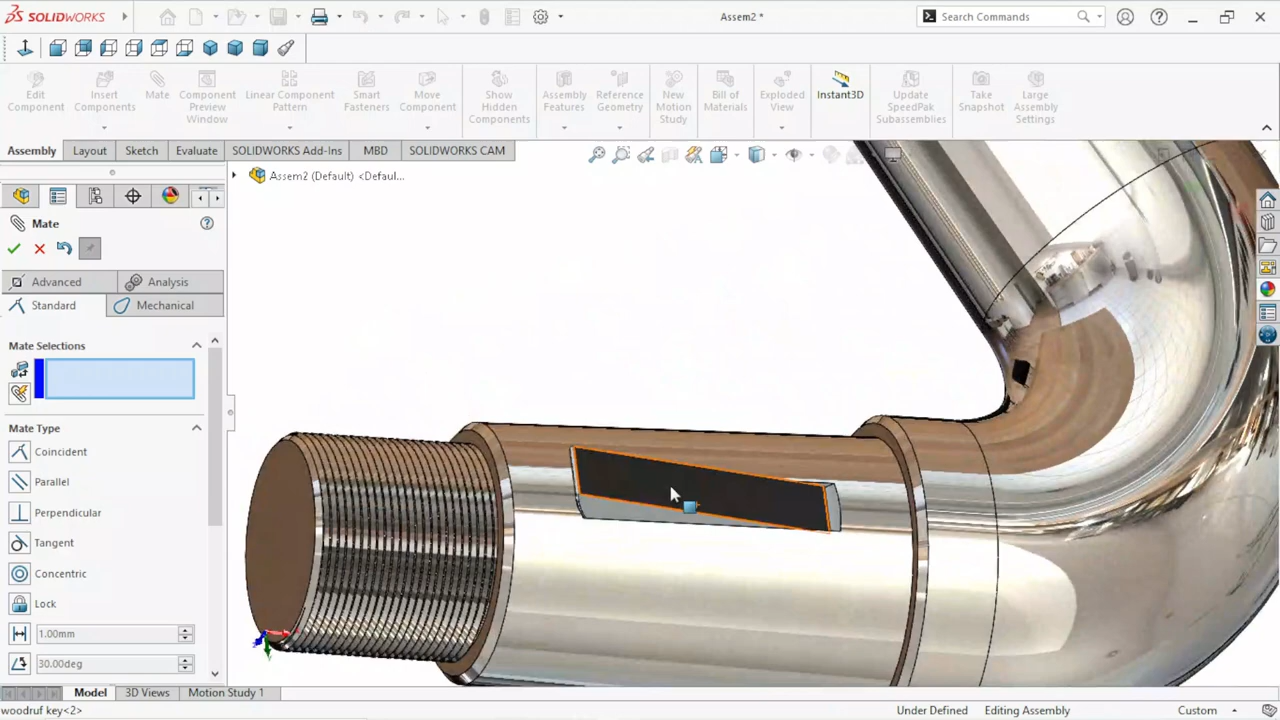 SOLIDWORKS
Assem2 *
Search Commands
Edit Component
Insert Components
Mate
Component Preview Window
Linear Component Pattern
Smart Fasteners
Move Component
Show Hidden Components
Assembly Features
Reference Geometry
New Motion Study
Bill of Materials
Exploded View
Instant3D
Update SpeedPak Subassemblies
Take Snapshot
Large Assembly Settings
Assembly
Layout
Sketch
Evaluate
SOLIDWORKS Add-Ins
MBD
SOLIDWORKS CAM
Assem2 (Default) <Defaul...
Mate
Advanced
Analysis
Standard
Mechanical
Mate Selections
Mate Type
Coincident
Parallel
Perpendicular
Tangent
Concentric
Lock
1.00mm
30.00deg
Model
3D Views
Motion Study 1
woodruf key<2>
Under Defined
Editing Assembly
Custom